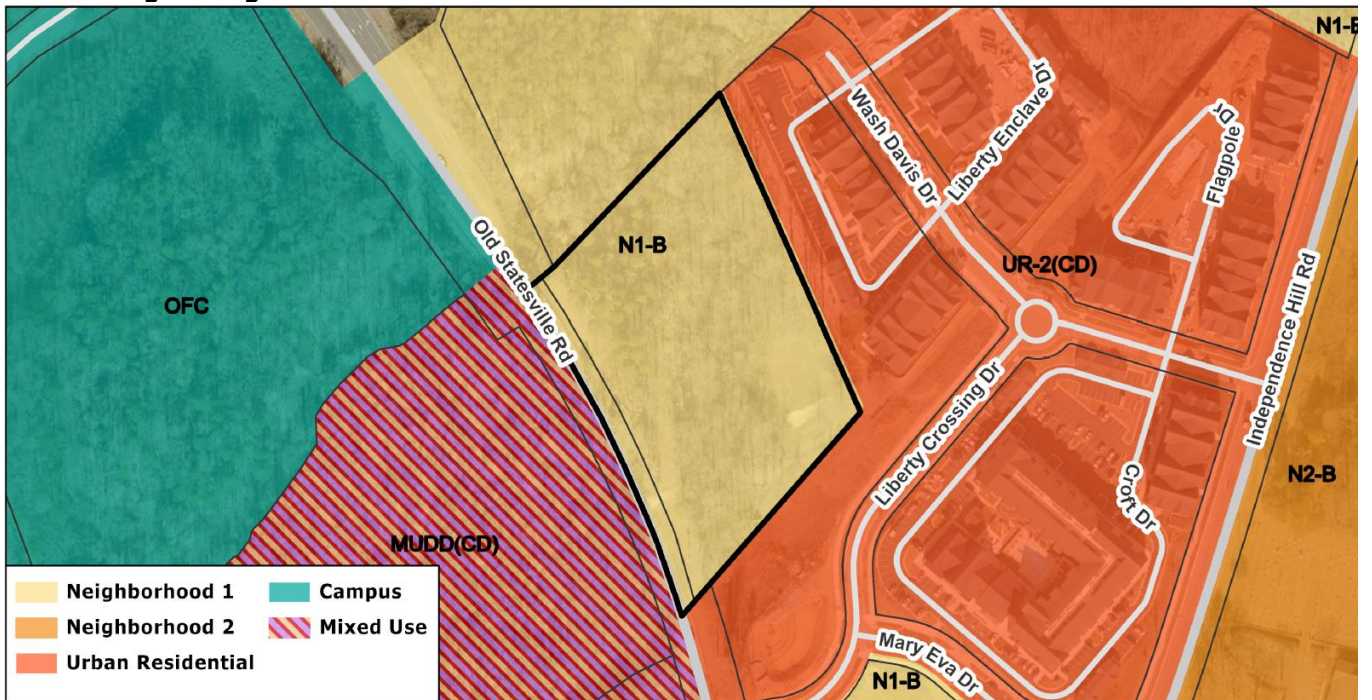 N1-B
Wash Davis Dr
Liberty Enclave Dr
Flagpole Dr
Old Statesville Rd
N1-B
UR-2(CD)
OFC
Independence Hill Rd
Liberty Crossing Dr
Croft Dr
N2-B
MUDD(CD)
Mary Eva Dr
N1-B
Neighborhood 1
Neighborhood 2
Urban Residential
Campus
Mixed Use